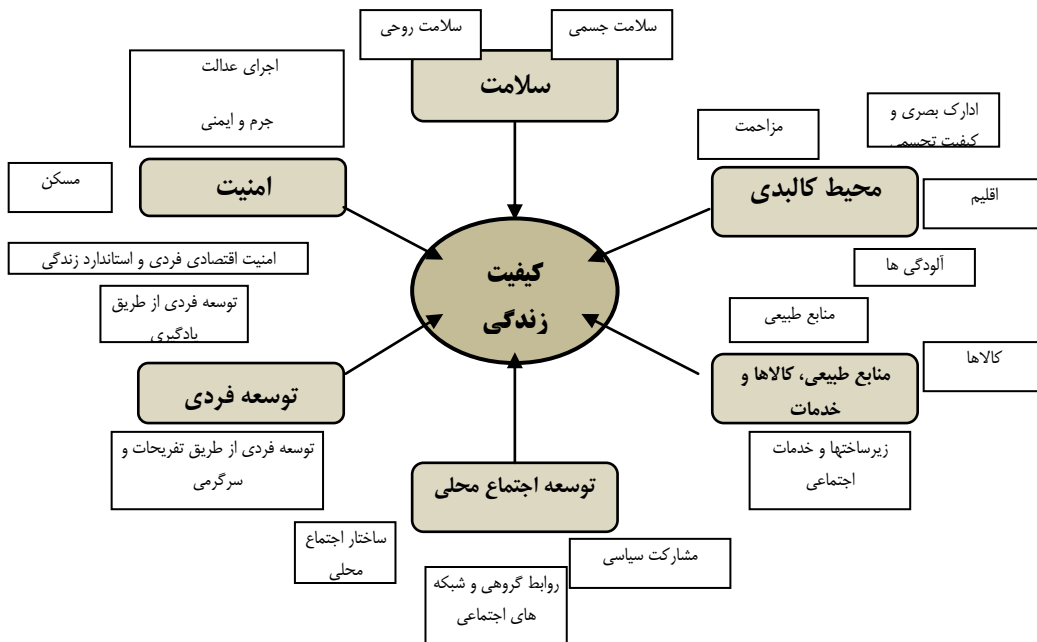 سلامت روحی
سلامت جسمی
سلامت
اجرای عدالت
جرم و ایمنی
امنیت
مسکن
امنیت اقتصادی فردی و استاندارد زندگی
مزاحمت
ادارک بصری و
کیفیت تجسمی
محیط کالبدی
اقلیم
آلودگی ها
کیفیت
زندگی
توسعه فردی از طریق
یادگیری
توسعه فردی
توسعه فردی از طریق تفریحات و
سرگرمی
منابع طبیعی
کالاها
منابع طبیعی، کالاها و
خدمات
زیرساختها و خدمات
اجتماعی
توسعه اجتماع محلی
ساختار اجتماع
محلی
روابط گروهی و شبکه
های اجتماعی
مشارکت سیاسی